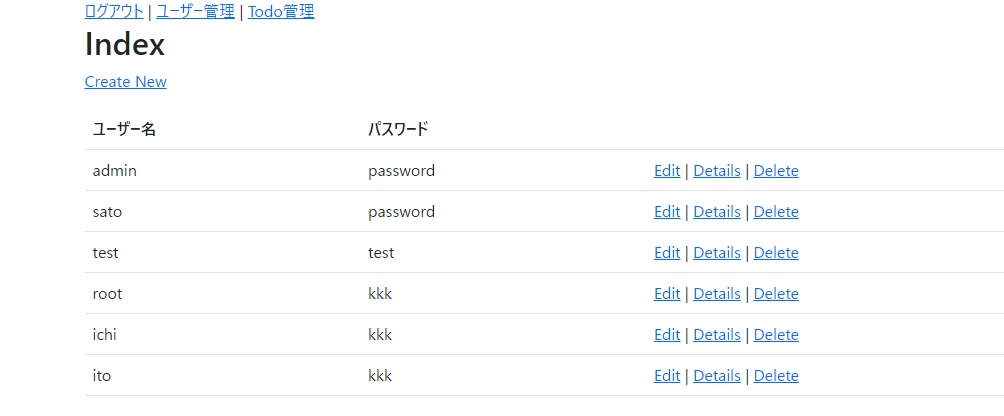 ログアウト | ユーザー管理 | Todo管理
Index
Create New
ユーザー名 パスワード
admin password Edit | Details | Delete
sato password Edit | Details | Delete
test test Edit | Details | Delete
root kkk Edit | Details | Delete
ichi kkk Edit | Details | Delete
ito kkk Edit | Details | Delete